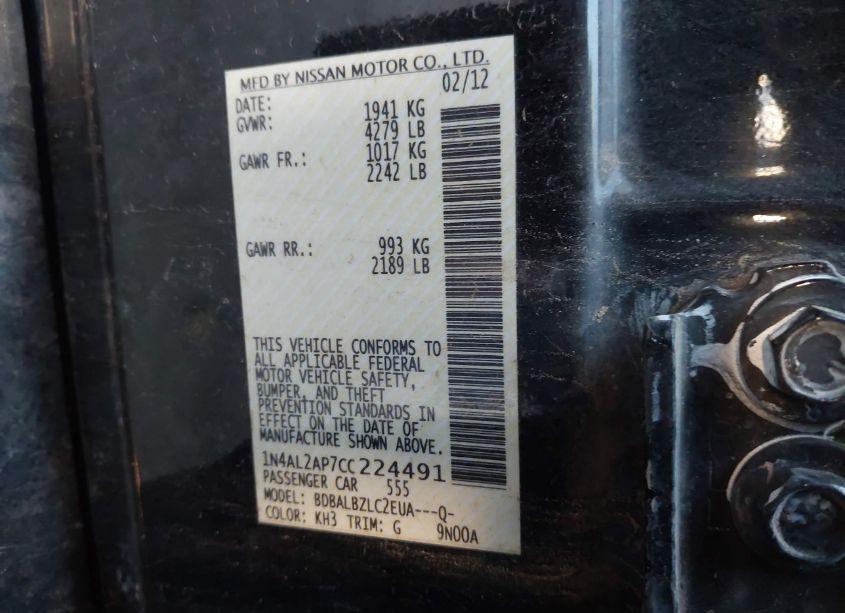 MFD BY NISSAN MOTOR CO., LTD.
DATE: 02/12
GVWR: 1941 KG
4279 LB
GAWR FR.: 1017 KG
2242 LB
GAWR RR.: 993 KG
2189 LB
THIS VEHICLE CONFORMS TO
ALL APPLICABLE FEDERAL
MOTOR VEHICLE SAFETY,
BUMPER, AND THEFT
PREVENTION STANDARDS IN
EFFECT ON THE DATE OF
MANUFACTURE SHOWN ABOVE.
1N4AL2AP7CC224491
PASSENGER CAR 555
MODEL: BDBALBZLC2EUA---Q-
COLOR: KH3 TRIM: G 9N00A